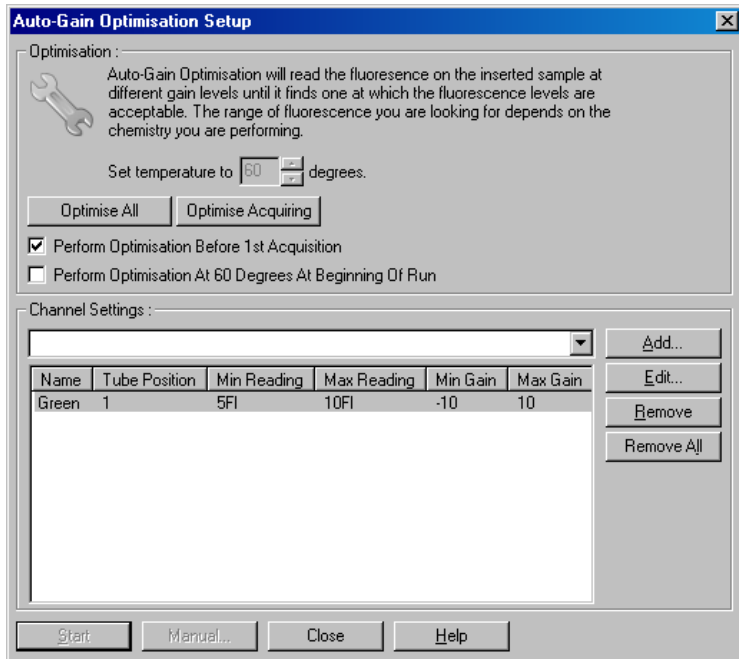 Auto-Gain Optimisation Setup
Optimisation :
Auto-Gain Optimisation will read the fluoresence on the inserted sample at
different gain levels until it finds one at which the fluorescence levels are
acceptable. The range of fluorescence you are looking for depends on the
chemistry you are performing.
Set temperature to 60 degrees.
Optimise All Optimise Acquiring
Perform Optimisation Before 1st Acquisition
Perform Optimisation At 60 Degrees At Beginning Of Run
Channel Settings :
Add...
Name Tube Position Min Reading Max Reading Min Gain Max Gain Edit...
Green 1 5Fl 10Fl -10 10
Remove
Remove All
Start Manual... Close Help